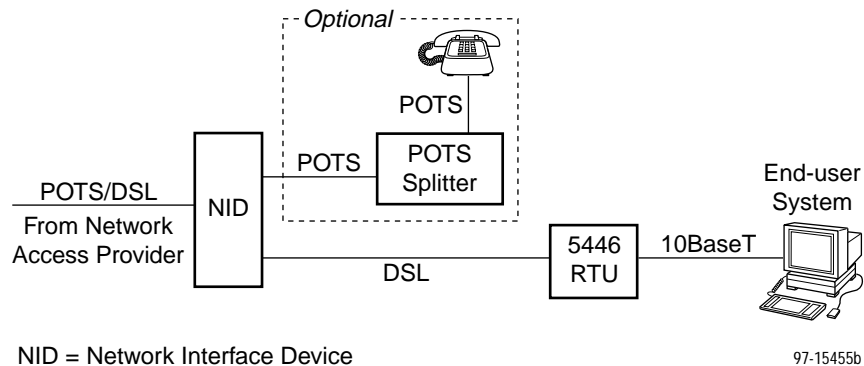 Optional
POTS
POTS
POTS
Splitter
POTS/DSL
From Network
Access Provider
NID
DSL
5446
RTU
10BaseT
End-user
System
NID = Network Interface Device
97-15455b